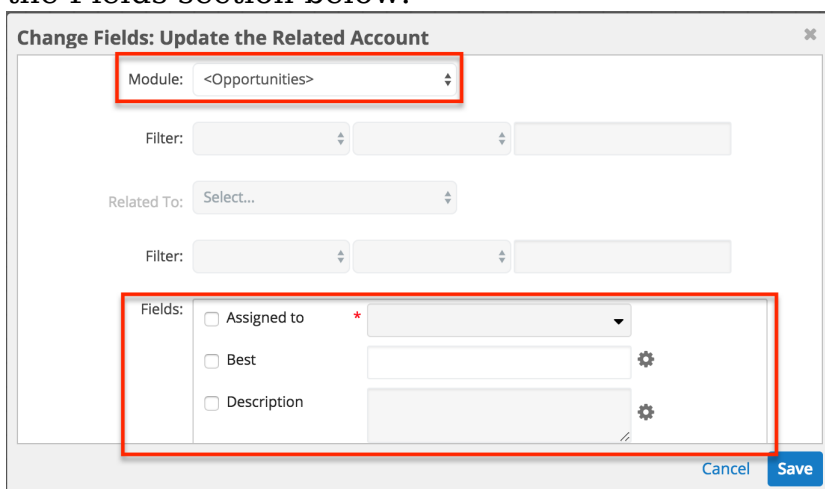 the Fields section below.
Change Fields: Update the Related Account
Module: <Opportunities>
Filter:
Related To: Select...
Filter:
Fields:
Assigned to *
Best
Description
Cancel Save